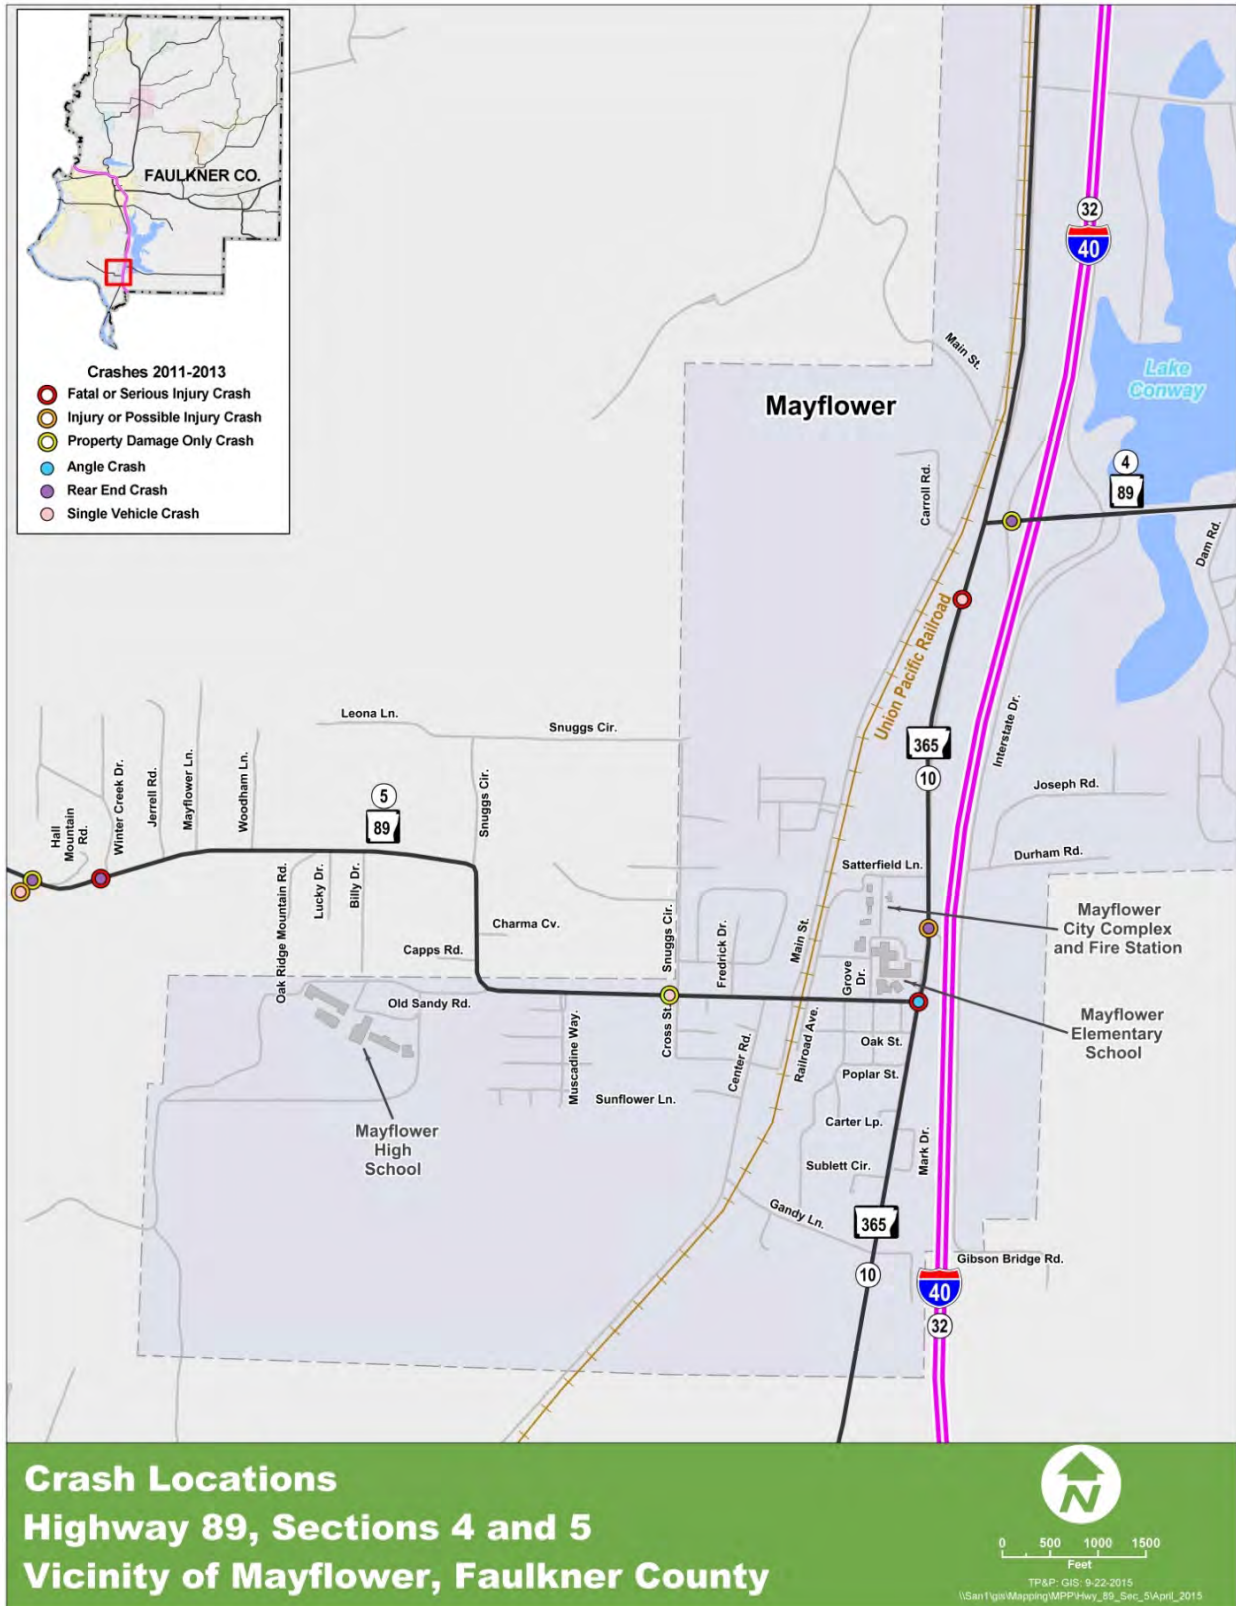 FAULKNER CO.
Crashes 2011-2013
Fatal or Serious Injury Crash
Injury or Possible Injury Crash
Property Damage Only Crash
Angle Crash
Rear End Crash
Single Vehicle Crash
32
40
Main St.
Lake
Conway
Mayflower
4
89
Carroll Rd.
Dam Rd.
Union Pacific Railroad
Interstate Dr.
Leona Ln.
Snuggs Cir.
365
10
Joseph Rd.
Hall
Mountain
Rd.
Winter Creek Dr.
Jerrell Rd.
Mayflower Ln.
Woodham Ln.
5
89
Snuggs Cir.
Satterfield Ln.
Durham Rd.
Oak Ridge Mountain Rd.
Lucky Dr.
Billy Dr.
Charma Cv.
Capps Rd.
Snuggs Cir.
Fredrick Dr.
Main St.
Grove
Dr.
Mayflower
City Complex
and Fire Station
Old Sandy Rd.
Muscadine Way.
Cross St.
Center Rd.
Railroad Ave.
Oak St.
Mayflower
Elementary
School
Poplar St.
Sunflower Ln.
Carter Lp.
Mayflower
High
School
Sublett Cir.
Mark Dr.
Gandy Ln.
365
10
Gibson Bridge Rd.
40
32
Crash Locations
Highway 89, Sections 4 and 5
Vicinity of Mayflower, Faulkner County
N
0 500 1000 1500
Feet
TP&P: GIS: 9-22-2015
\\San1\gis\Mapping\MPP\Hwy_89_Sec_5\April_2015